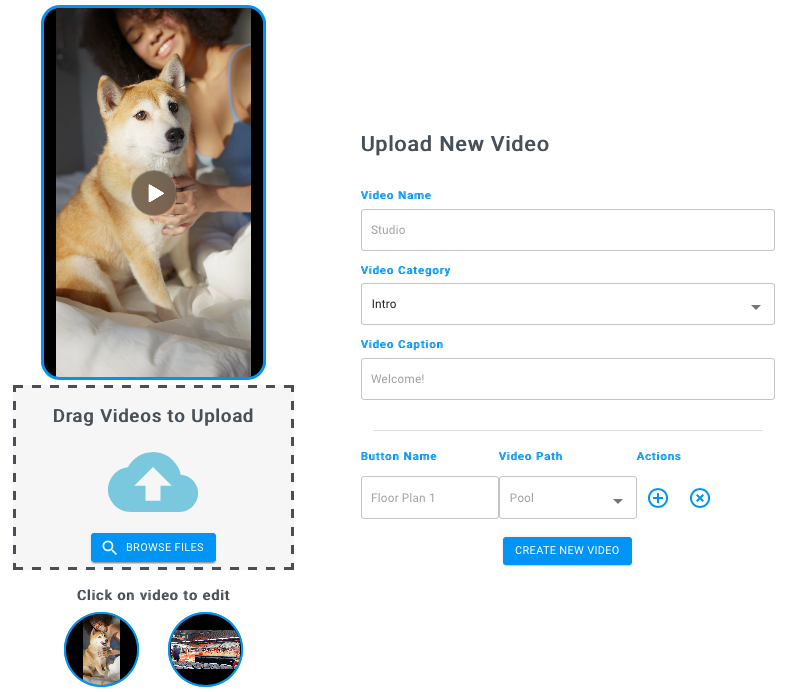 Drag Videos to Upload
BROWSE FILES
Click on video to edit
Upload New Video
Video Name
Studio
Video Category
Intro
Video Caption
Welcome!
Button Name Video Path Actions
Floor Plan 1 Pool
CREATE NEW VIDEO